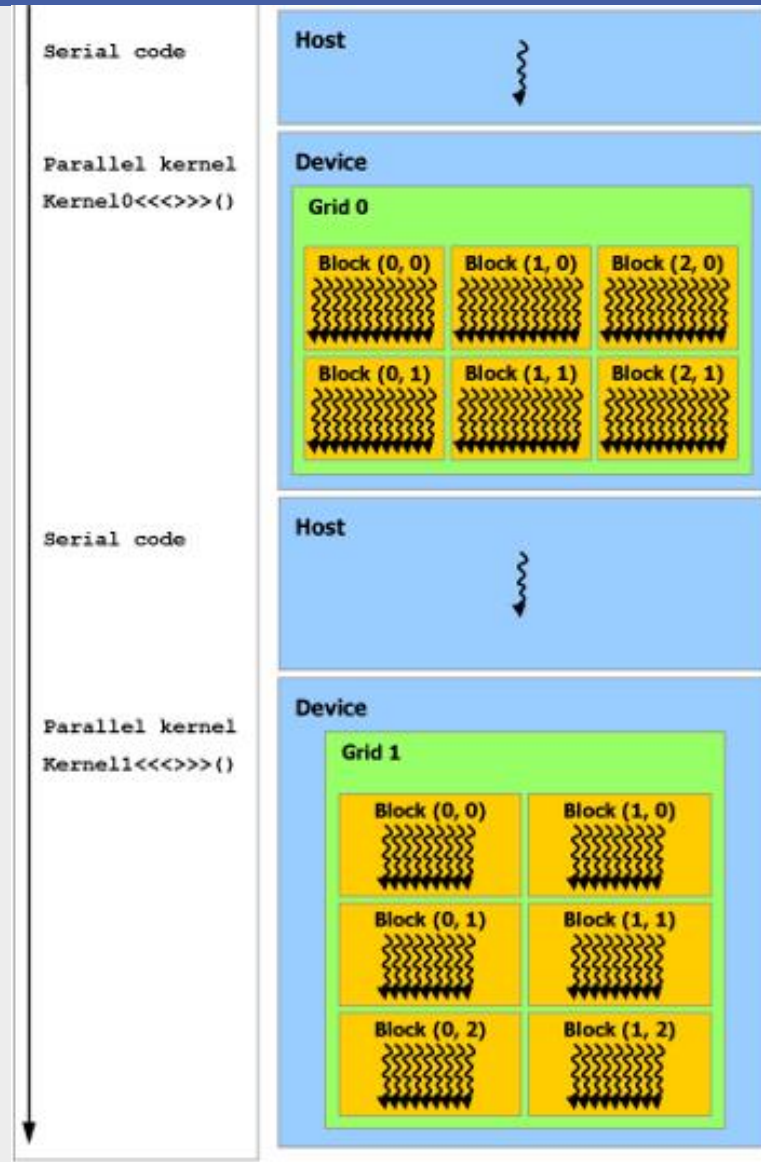 Serial code
Host
Parallel kernel
Kernel0<<<>>>()
Device
Grid 0
Block (0, 0) Block (1, 0) Block (2, 0)
Block (0, 1) Block (1, 1) Block (2, 1)
Serial code
Host
Parallel kernel
Kernel1<<<>>>()
Device
Grid 1
Block (0, 0) Block (1, 0)
Block (0, 1) Block (1, 1)
Block (0, 2) Block (1, 2)